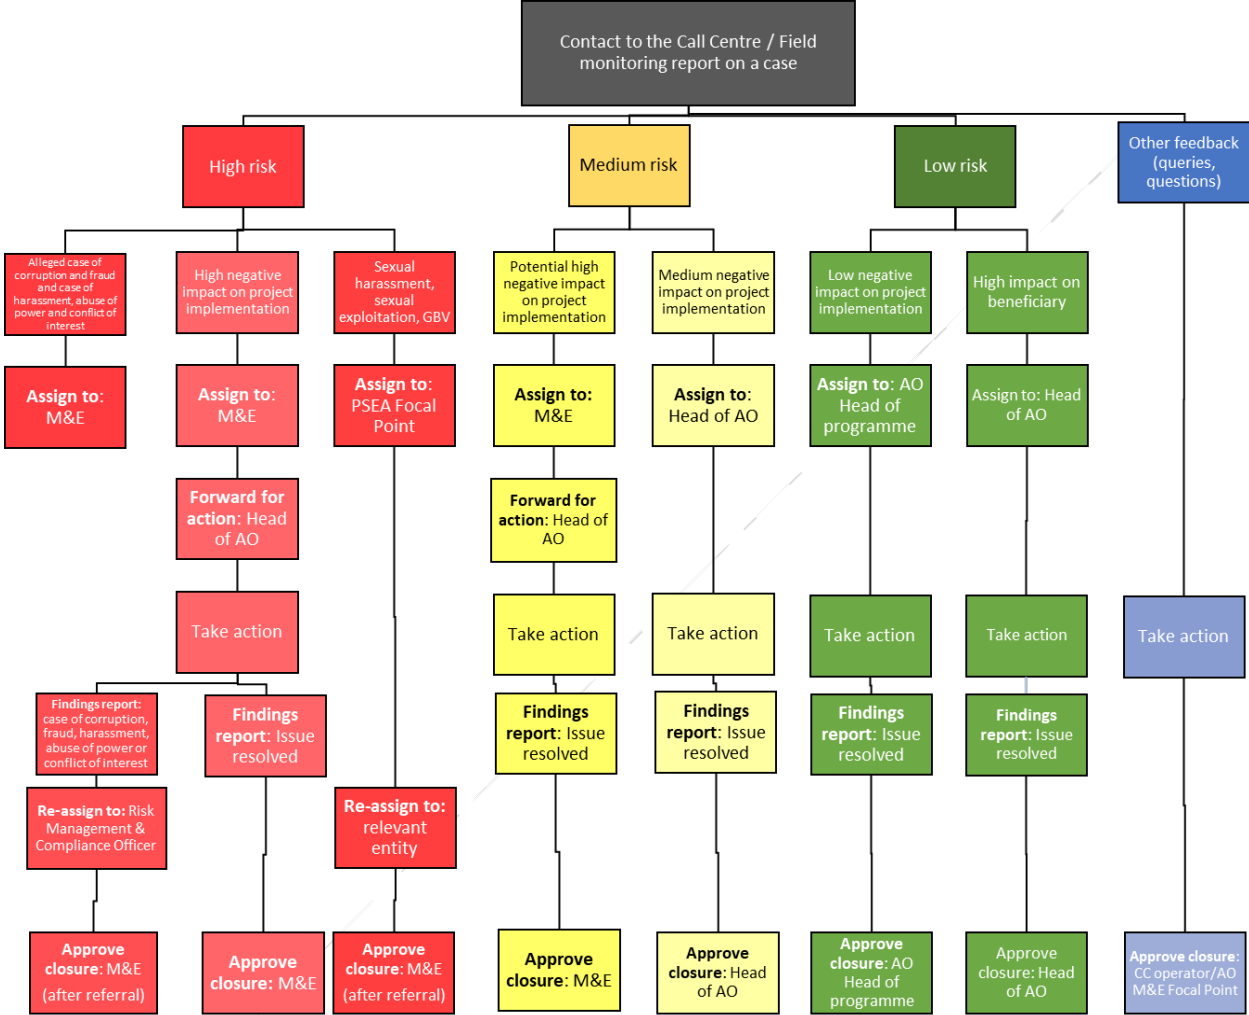 Contact to the Call Centre / Field
monitoring report on a case
High risk
Medium risk
Low risk
Other feedback
(queries,
questions)
Alleged case of
corruption and fraud
and case of
harassment, abuse of
power and conflict of
interest
High negative
impact on project
implementation
Sexual
harassment,
sexual
exploitation, GBV
Potential high
negative impact
on project
implementation
Medium negative
impact on project
implementation
Low negative
impact on project
implementation
High impact on
beneficiary
Assign to:
M&E
Assign to:
M&E
Assign to:
PSEA Focal
Point
Assign to:
M&E
Assign to:
Head of AO
Assign to: AO
Head of
programme
Assign to: Head
of AO
Forward for
action: Head
of AO
Forward for
action: Head of
AO
Take action
Take action
Take action
Take action
Take action
Take action
Findings report:
case of corruption,
fraud, harassment,
abuse of power or
conflict of interest
Findings
report: Issue
resolved
Findings
report: Issue
resolved
Findings
report: Issue
resolved
Findings
report: Issue
resolved
Findings
report: Issue
resolved
Re-assign to: Risk
Management &
Compliance Officer
Re-assign to:
relevant
entity
Approve
closure: M&E
(after referral)
Approve
closure: M&E
Approve
closure: M&E
(after referral)
Approve
closure: M&E
Approve
closure: Head
of AO
Approve
closure: AO
Head of
programme
Approve
closure: Head
of AO
Approve closure:
CC operator/AO
M&E Focal Point